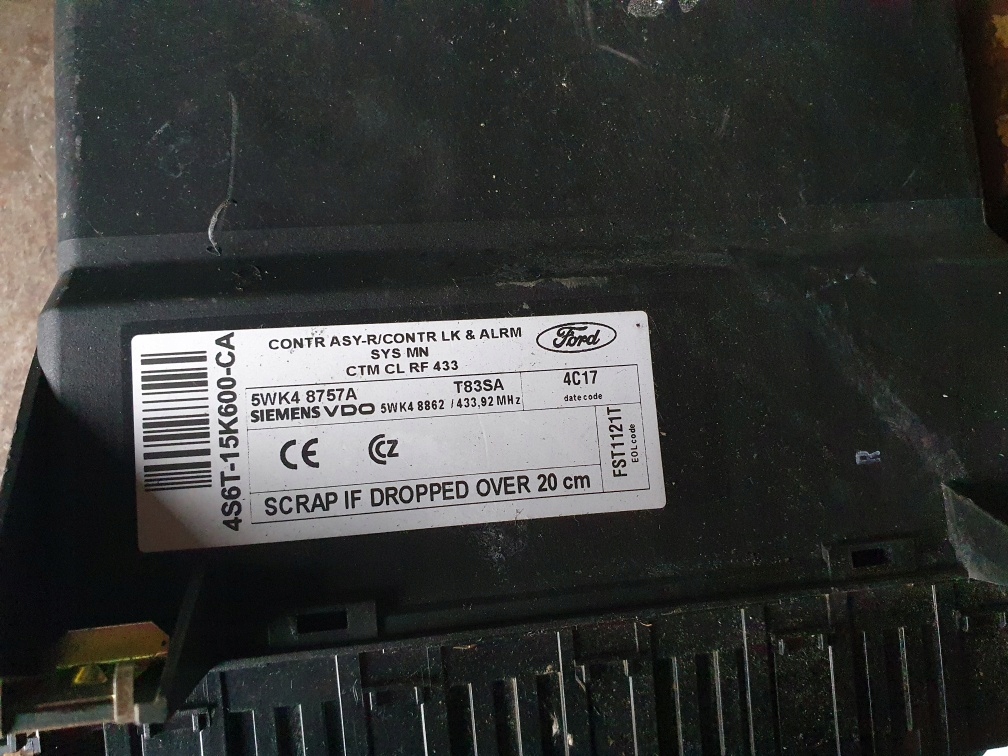 4S6T-15K600-CA
CONTR ASY-R/CONTR LK & ALRM
SYS MN
CTM CL RF 433
Ford
5WK4 8757A T83SA
SIEMENS VDO 5WK4 8862 / 433,92 MHz
4C17
date code
CE CZ
FST1121T
EOL code
SCRAP IF DROPPED OVER 20 cm
R